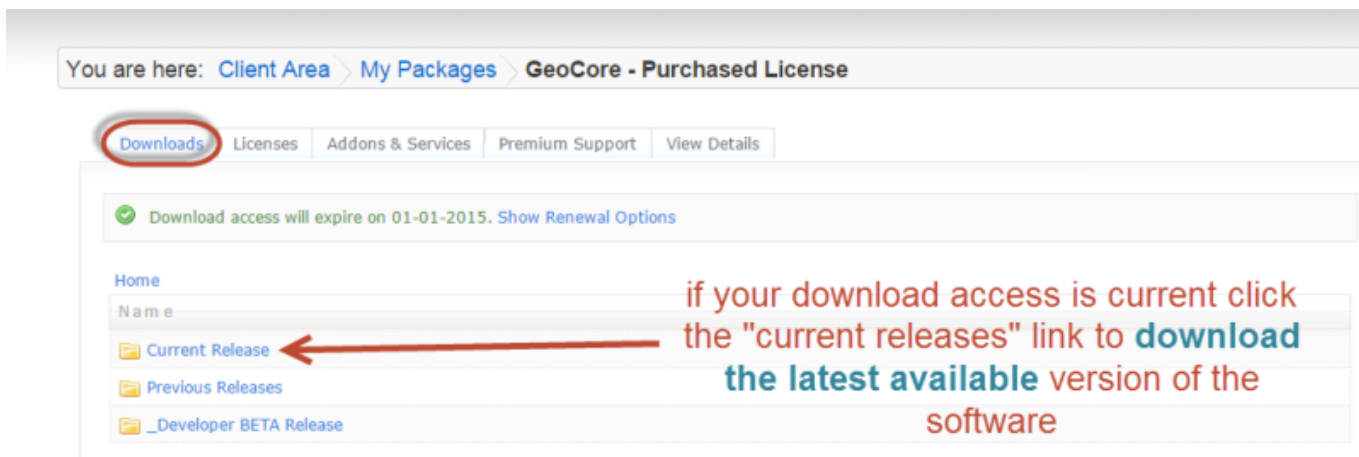 You are here: Client Area My Packages GeoCore - Purchased License
Downloads Licenses Addons & Services Premium Support View Details
Download access will expire on 01-01-2015. Show Renewal Options
Home
Name
Current Release
Previous Releases
_Developer BETA Release
if your download access is current click
the "current releases" link to download
the latest available version of the
software